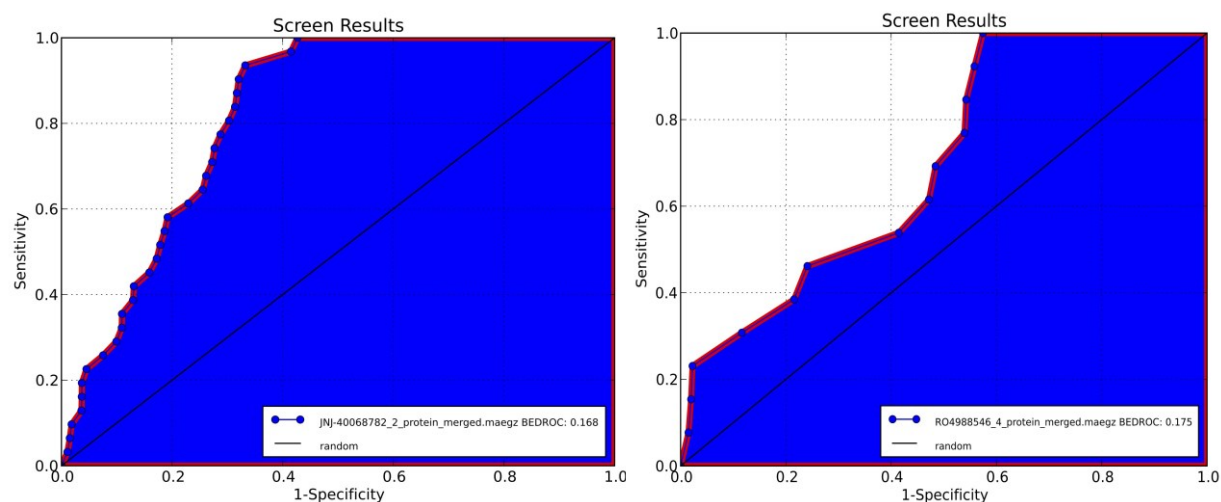 Screen Results
1.0
0.8
0.6
0.4
0.2
0.0
Sensitivity
JNJ-40068782_2_protein_merged.maegz BEDROC: 0.168
random
0.0
0.2
0.4
0.6
0.8
1.0
1-Specificity
Screen Results
1.0
0.8
0.6
0.4
0.2
0.0
Sensitivity
RO4988546_4_protein_merged.maegz BEDROC: 0.175
random
0.0
0.2
0.4
0.6
0.8
1.0
1-Specificity